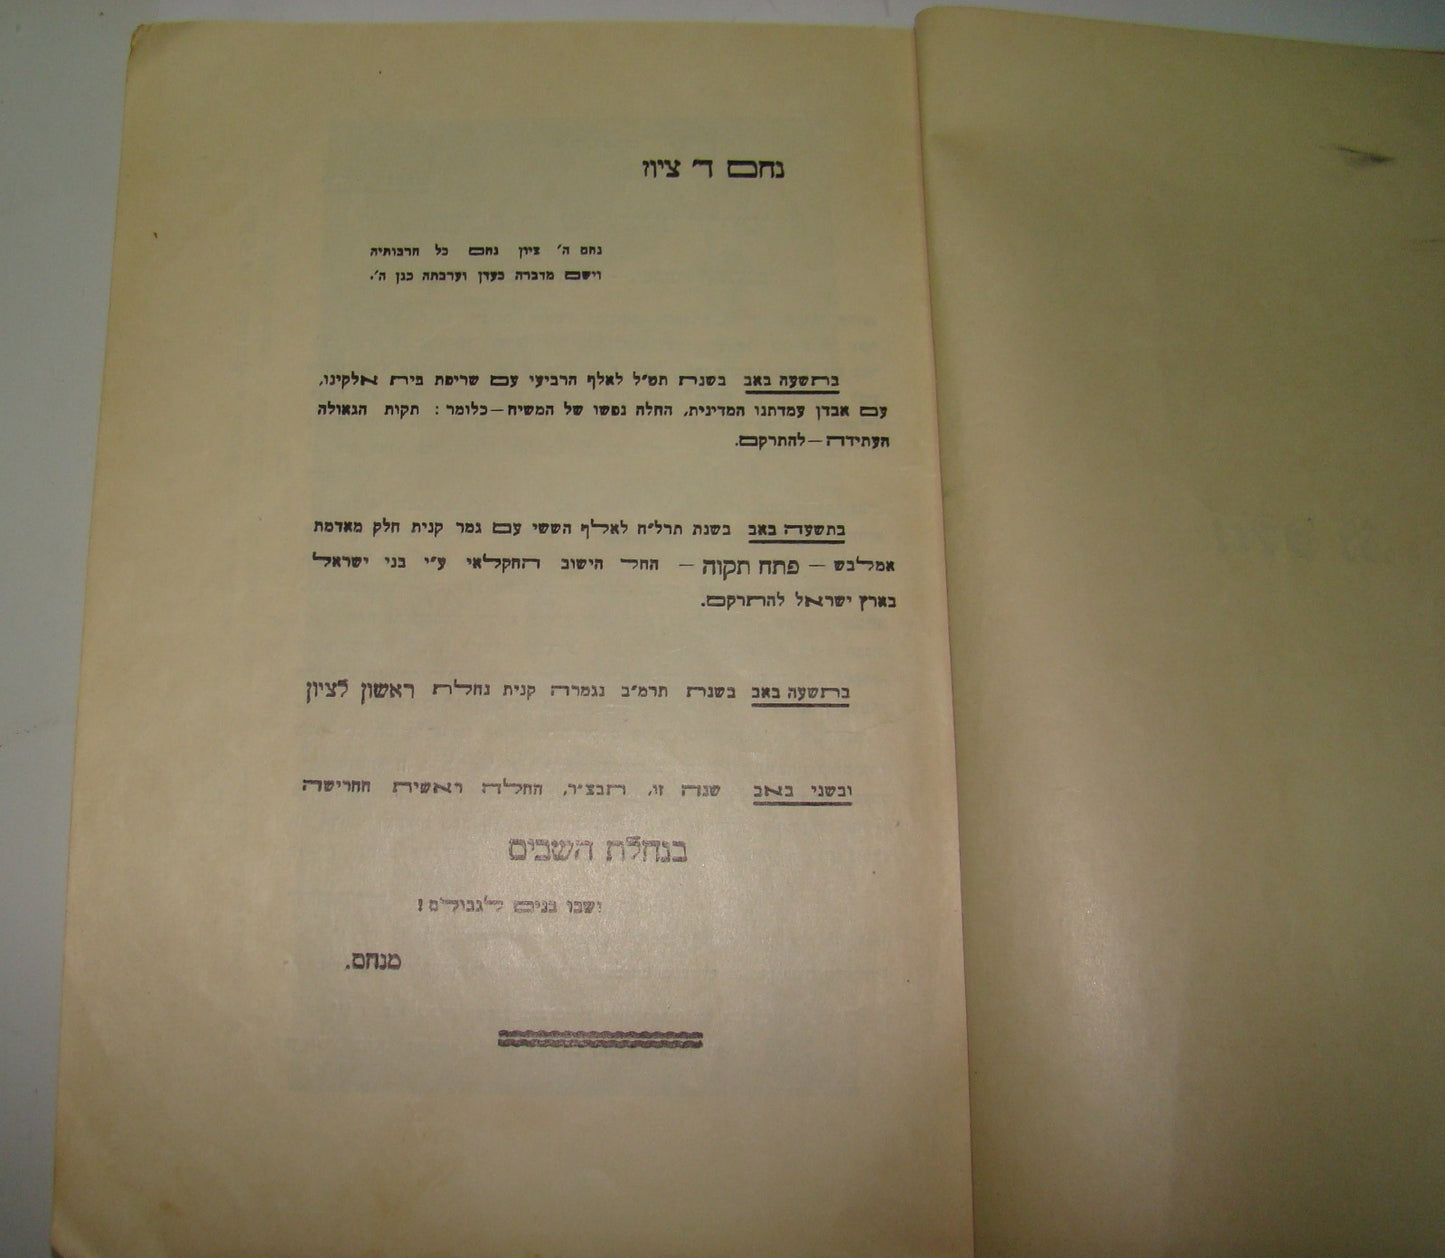 נחם ד׳ ציון
נחם ה׳ ציון נחם כל חרבותיה
וישם מדברה כעדן וערבתה כגן ה׳.
בתשעה באב בשנת תט״ל לאלף הרביעי עם שריפת בית אלקינו,
עם אבדן עמדתנו המדינית, החלה נפשו של המשיח — כלומר: תקות הגאולה
העתידה — להתרקם.
בתשעה באב בשנת תרל״ח לאלף הששי עם גמר קנית חלק מאדמת
אמלבש — פתח תקוה — החל הישוב החקלאי ע״י בני ישראל
בארץ ישראל להתרקם.
בתשעה באב בשנת תרמ״ב נגמרה קנית נחלת ראשון לציון
ובשני באב שנה זו, תבצ״ר, החלה ראשית החרישה
בנחלת השבים
ושבו בנים לגבולם!
מנחם.